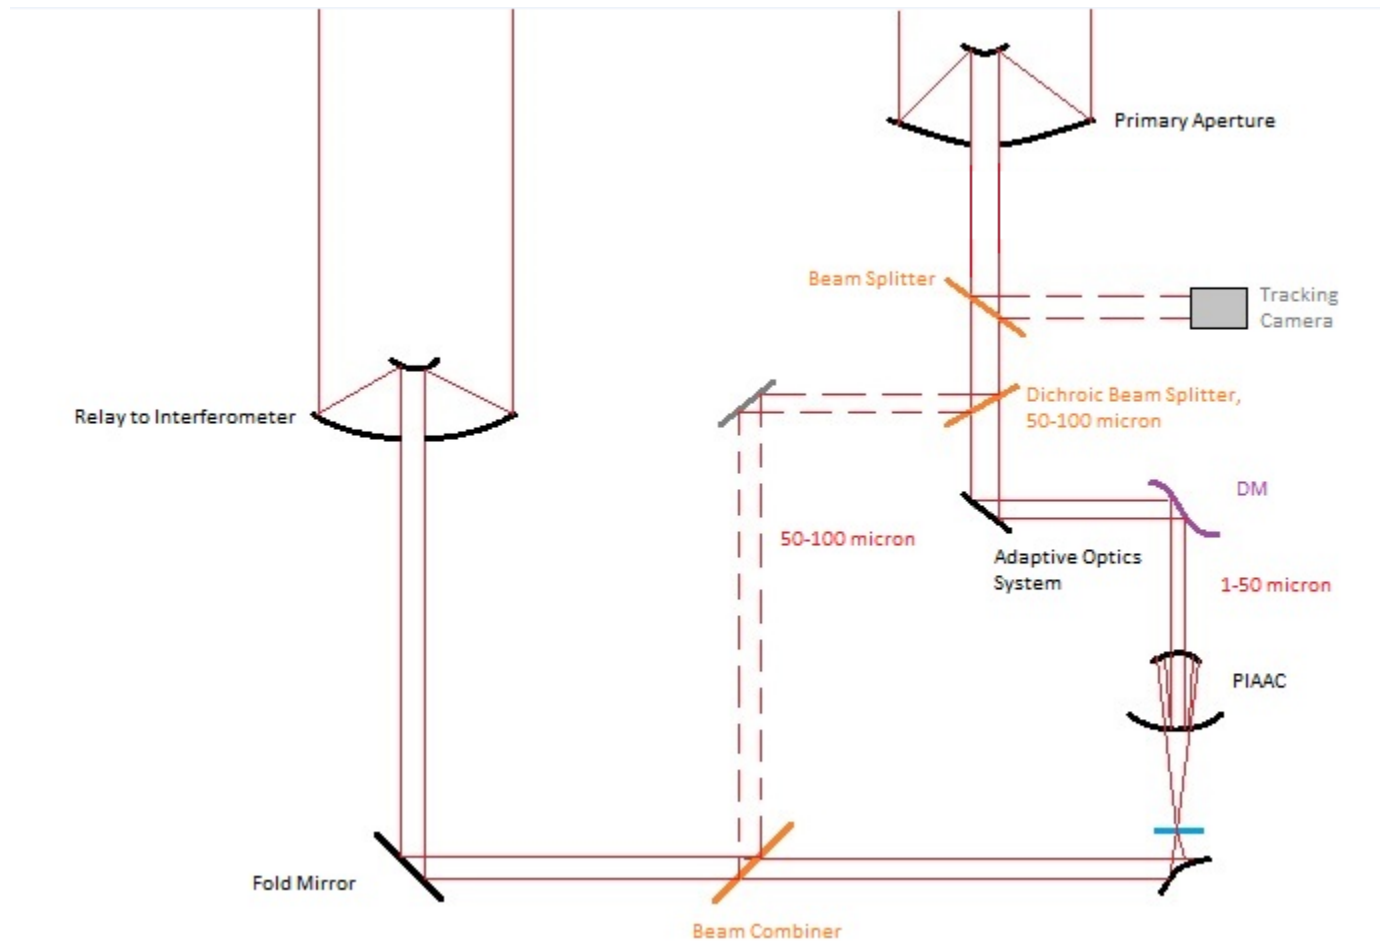 Primary Aperture
Beam Splitter
Tracking
Camera
Relay to Interferometer
Dichroic Beam Splitter,
50-100 micron
DM
50-100 micron
Adaptive Optics
System
1-50 micron
PIAAC
Fold Mirror
Beam Combiner